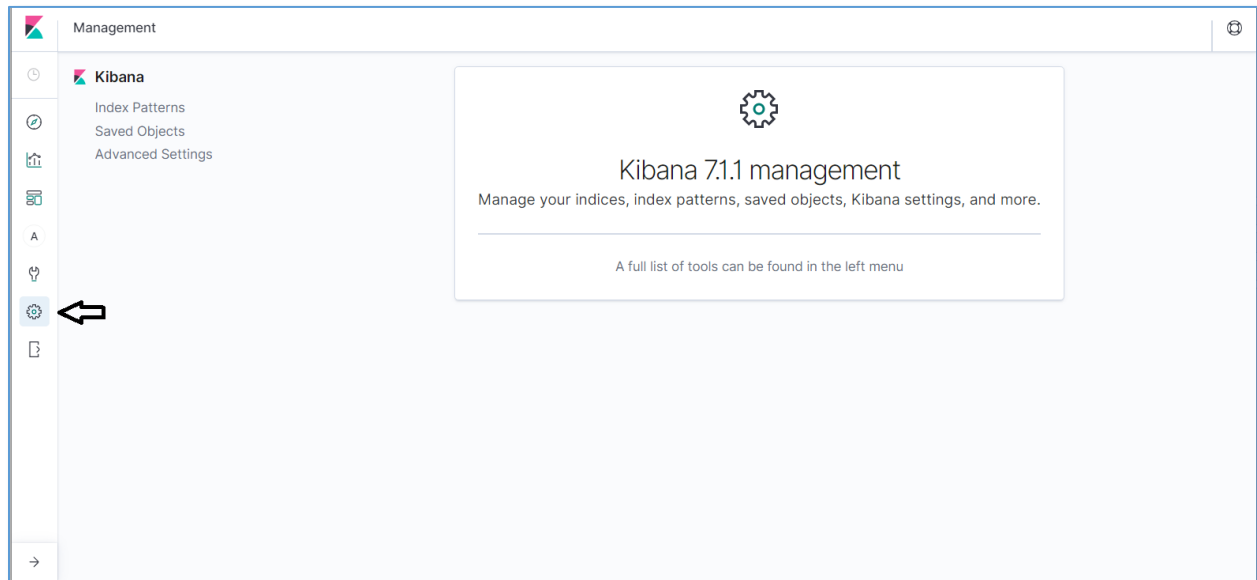 Management
Kibana
Index Patterns
Saved Objects
Advanced Settings
A
Kibana 7.1.1 management
Manage your indices, index patterns, saved objects, Kibana settings, and more.
A full list of tools can be found in the left menu